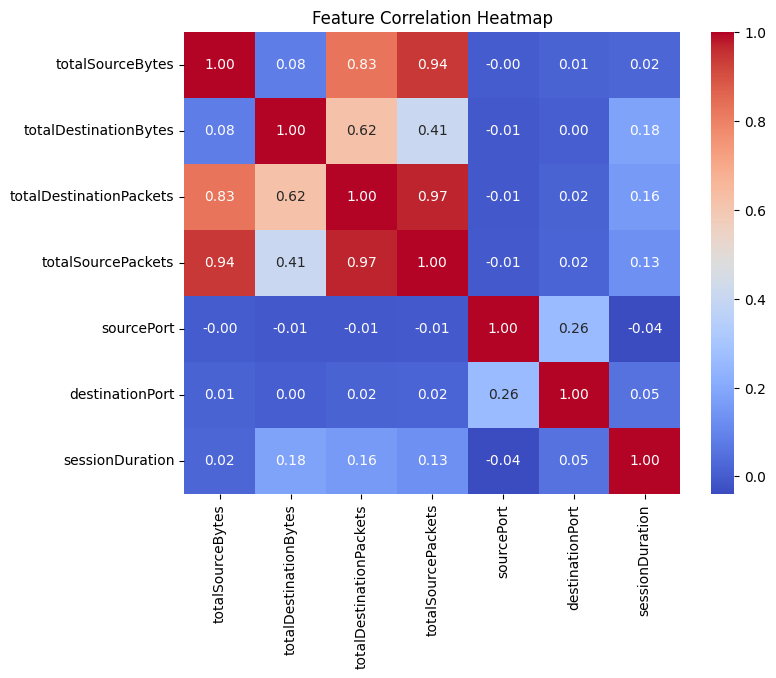 Feature Correlation Heatmap
totalSourceBytes 1.00 0.08 0.83 0.94 -0.00 0.01 0.02
totalDestinationBytes 0.08 1.00 0.62 0.41 -0.01 0.00 0.18
totalDestinationPackets 0.83 0.62 1.00 0.97 -0.01 0.02 0.16
totalSourcePackets 0.94 0.41 0.97 1.00 -0.01 0.02 0.13
sourcePort -0.00 -0.01 -0.01 -0.01 1.00 0.26 -0.04
destinationPort 0.01 0.00 0.02 0.02 0.26 1.00 0.05
sessionDuration 0.02 0.18 0.16 0.13 -0.04 0.05 1.00
totalSourceBytes
totalDestinationBytes
totalDestinationPackets
totalSourcePackets
sourcePort
destinationPort
sessionDuration
1.0
0.8
0.6
0.4
0.2
0.0